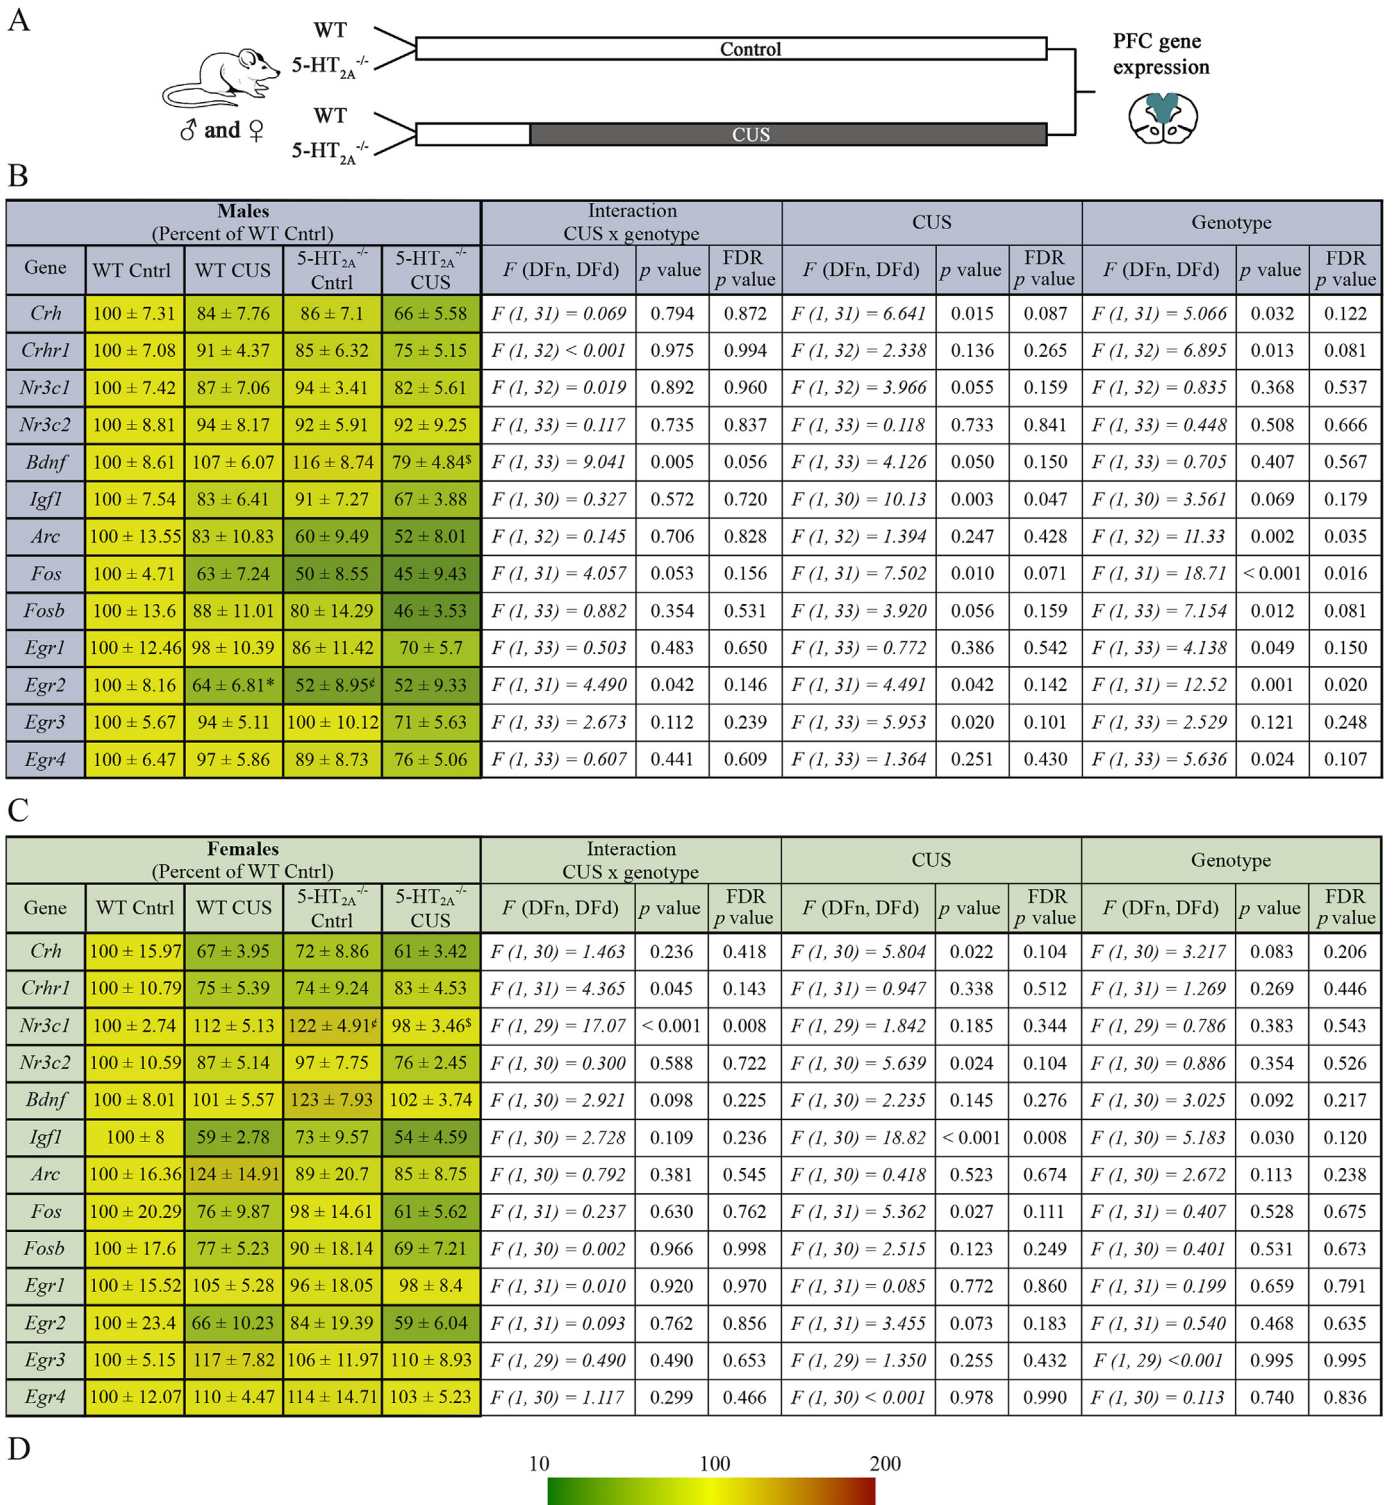 A
WT
5-HT2A-/-
Control
PFC gene
expression
♂ and ♀
WT
5-HT2A-/-
CUS
B
Males
(Percent of WT Cntrl)
Interaction
CUS x genotype
CUS
Genotype
Gene WT Cntrl WT CUS 5-HT2A-/- Cntrl 5-HT2A-/- CUS F (DFn, DFd) p value FDR p value F (DFn, DFd) p value FDR p value F (DFn, DFd) p value FDR p value
Crh 100 ± 7.31 84 ± 7.76 86 ± 7.1 66 ± 5.58 F (1, 31) = 0.069 0.794 0.872 F (1, 31) = 6.641 0.015 0.087 F (1, 31) = 5.066 0.032 0.122
Crhr1 100 ± 7.08 91 ± 4.37 85 ± 6.32 75 ± 5.15 F (1, 32) < 0.001 0.975 0.994 F (1, 32) = 2.338 0.136 0.265 F (1, 32) = 6.895 0.013 0.081
Nr3c1 100 ± 7.42 87 ± 7.06 94 ± 3.41 82 ± 5.61 F (1, 32) = 0.019 0.892 0.960 F (1, 32) = 3.966 0.055 0.159 F (1, 32) = 0.835 0.368 0.537
Nr3c2 100 ± 8.81 94 ± 8.17 92 ± 5.91 92 ± 9.25 F (1, 33) = 0.117 0.735 0.837 F (1, 33) = 0.118 0.733 0.841 F (1, 33) = 0.448 0.508 0.666
Bdnf 100 ± 8.61 107 ± 6.07 116 ± 8.74 79 ± 4.84$ F (1, 33) = 9.041 0.005 0.056 F (1, 33) = 4.126 0.050 0.150 F (1, 33) = 0.705 0.407 0.567
Igf1 100 ± 7.54 83 ± 6.41 91 ± 7.27 67 ± 3.88 F (1, 30) = 0.327 0.572 0.720 F (1, 30) = 10.13 0.003 0.047 F (1, 30) = 3.561 0.069 0.179
Arc 100 ± 13.55 83 ± 10.83 60 ± 9.49 52 ± 8.01 F (1, 32) = 0.145 0.706 0.828 F (1, 32) = 1.394 0.247 0.428 F (1, 32) = 11.33 0.002 0.035
Fos 100 ± 4.71 63 ± 7.24 50 ± 8.55 45 ± 9.43 F (1, 31) = 4.057 0.053 0.156 F (1, 31) = 7.502 0.010 0.071 F (1, 31) = 18.71 < 0.001 0.016
Fosb 100 ± 13.6 88 ± 11.01 80 ± 14.29 46 ± 3.53 F (1, 33) = 0.882 0.354 0.531 F (1, 33) = 3.920 0.056 0.159 F (1, 33) = 7.154 0.012 0.081
Egr1 100 ± 12.46 98 ± 10.39 86 ± 11.42 70 ± 5.7 F (1, 33) = 0.503 0.483 0.650 F (1, 33) = 0.772 0.386 0.542 F (1, 33) = 4.138 0.049 0.150
Egr2 100 ± 8.16 64 ± 6.81* 52 ± 8.95¢ 52 ± 9.33 F (1, 31) = 4.490 0.042 0.146 F (1, 31) = 4.491 0.042 0.142 F (1, 31) = 12.52 0.001 0.020
Egr3 100 ± 5.67 94 ± 5.11 100 ± 10.12 71 ± 5.63 F (1, 33) = 2.673 0.112 0.239 F (1, 33) = 5.953 0.020 0.101 F (1, 33) = 2.529 0.121 0.248
Egr4 100 ± 6.47 97 ± 5.86 89 ± 8.73 76 ± 5.06 F (1, 33) = 0.607 0.441 0.609 F (1, 33) = 1.364 0.251 0.430 F (1, 33) = 5.636 0.024 0.107
C
Females
(Percent of WT Cntrl)
Interaction
CUS x genotype
CUS
Genotype
Gene WT Cntrl WT CUS 5-HT2A-/- Cntrl 5-HT2A-/- CUS F (DFn, DFd) p value FDR p value F (DFn, DFd) p value FDR p value F (DFn, DFd) p value FDR p value
Crh 100 ± 15.97 67 ± 3.95 72 ± 8.86 61 ± 3.42 F (1, 30) = 1.463 0.236 0.418 F (1, 30) = 5.804 0.022 0.104 F (1, 30) = 3.217 0.083 0.206
Crhr1 100 ± 10.79 75 ± 5.39 74 ± 9.24 83 ± 4.53 F (1, 31) = 4.365 0.045 0.143 F (1, 31) = 0.947 0.338 0.512 F (1, 31) = 1.269 0.269 0.446
Nr3c1 100 ± 2.74 112 ± 5.13 122 ± 4.91¢ 98 ± 3.46$ F (1, 29) = 17.07 < 0.001 0.008 F (1, 29) = 1.842 0.185 0.344 F (1, 29) = 0.786 0.383 0.543
Nr3c2 100 ± 10.59 87 ± 5.14 97 ± 7.75 76 ± 2.45 F (1, 30) = 0.300 0.588 0.722 F (1, 30) = 5.639 0.024 0.104 F (1, 30) = 0.886 0.354 0.526
Bdnf 100 ± 8.01 101 ± 5.57 123 ± 7.93 102 ± 3.74 F (1, 30) = 2.921 0.098 0.225 F (1, 30) = 2.235 0.145 0.276 F (1, 30) = 3.025 0.092 0.217
Igf1 100 ± 8 59 ± 2.78 73 ± 9.57 54 ± 4.59 F (1, 30) = 2.728 0.109 0.236 F (1, 30) = 18.82 < 0.001 0.008 F (1, 30) = 5.183 0.030 0.120
Arc 100 ± 16.36 124 ± 14.91 89 ± 20.7 85 ± 8.75 F (1, 30) = 0.792 0.381 0.545 F (1, 30) = 0.418 0.523 0.674 F (1, 30) = 2.672 0.113 0.238
Fos 100 ± 20.29 76 ± 9.87 98 ± 14.61 61 ± 5.62 F (1, 31) = 0.237 0.630 0.762 F (1, 31) = 5.362 0.027 0.111 F (1, 31) = 0.407 0.528 0.675
Fosb 100 ± 17.6 77 ± 5.23 90 ± 18.14 69 ± 7.21 F (1, 30) = 0.002 0.966 0.998 F (1, 30) = 2.515 0.123 0.249 F (1, 30) = 0.401 0.531 0.673
Egr1 100 ± 15.52 105 ± 5.28 96 ± 18.05 98 ± 8.4 F (1, 31) = 0.010 0.920 0.970 F (1, 31) = 0.085 0.772 0.860 F (1, 31) = 0.199 0.659 0.791
Egr2 100 ± 23.4 66 ± 10.23 84 ± 19.39 59 ± 6.04 F (1, 31) = 0.093 0.762 0.856 F (1, 31) = 3.455 0.073 0.183 F (1, 31) = 0.540 0.468 0.635
Egr3 100 ± 5.15 117 ± 7.82 106 ± 11.97 110 ± 8.93 F (1, 29) = 0.490 0.490 0.653 F (1, 29) = 1.350 0.255 0.432 F (1, 29) <0.001 0.995 0.995
Egr4 100 ± 12.07 110 ± 4.47 114 ± 14.71 103 ± 5.23 F (1, 30) = 1.117 0.299 0.466 F (1, 30) < 0.001 0.978 0.990 F (1, 30) = 0.113 0.740 0.836
D
10 100 200